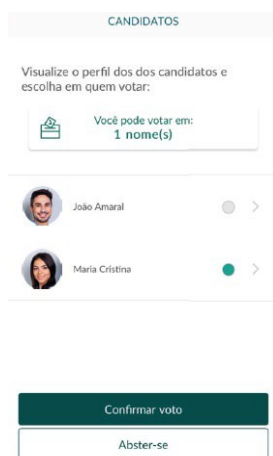 CANDIDATOS
Visualize o perfil dos dos candidatos e
escolha em quem votar:
Você pode votar em:
1 nome(s)
João Amaral
Maria Cristina
Confirmar voto
Abster-se